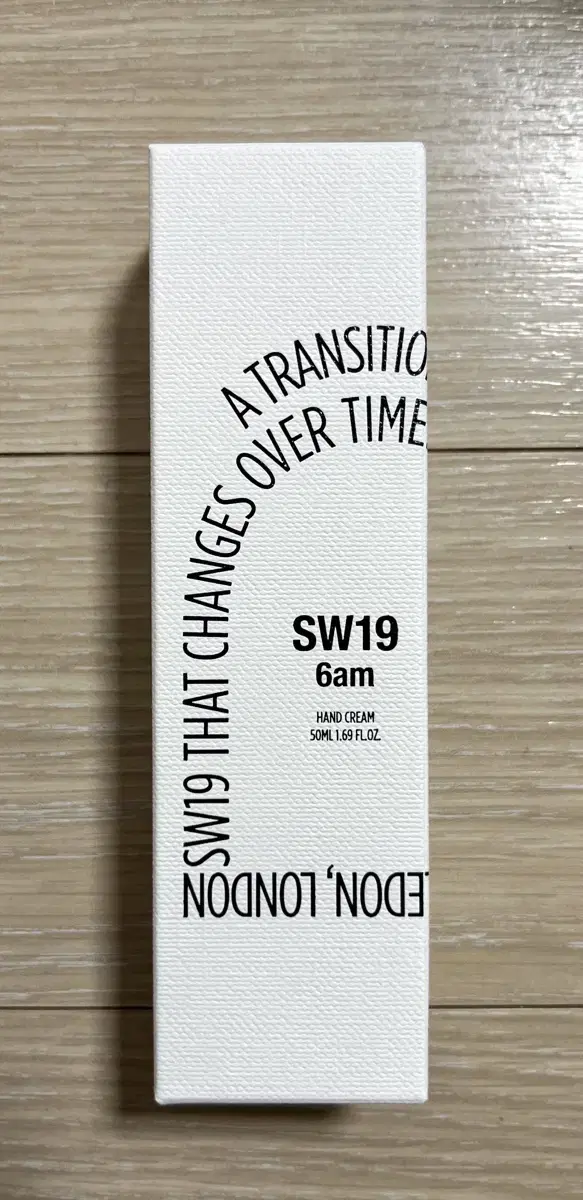 A TRANSITIO
SW19 THAT CHANGES OVER TIME
SW19
6am
HAND CREAM
50ML 1.69 FL.OZ.
EDON, LONDON